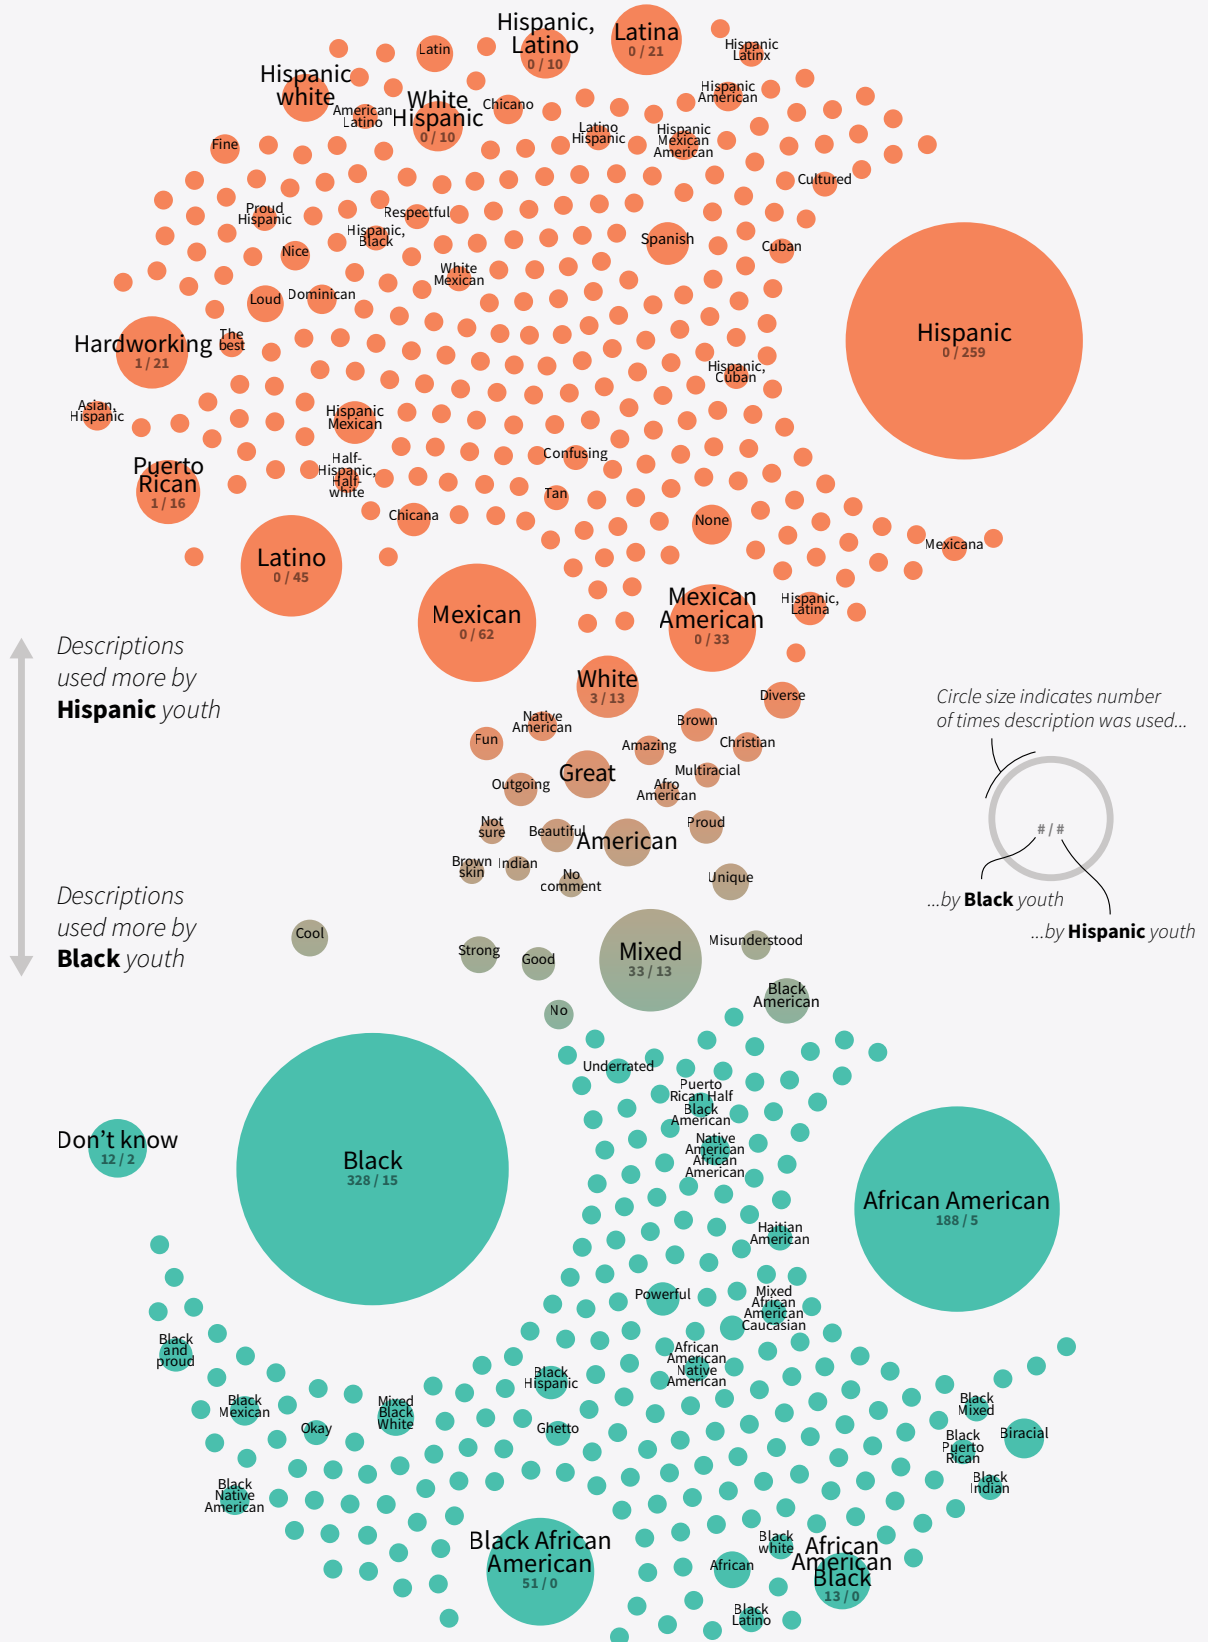 Hispanic,
Latino
0 / 10
Latina
0 / 21
Latin
Hispanic
Latinx
Hispanic
white
American
Latino
White
Hispanic
0 / 10
Chicano
Hispanic
American
Latino
Hispanic
Hispanic
Mexican
American
Fine
Cultured
Proud
Hispanic
Respectful
Hispanic,
Black
Nice
Spanish
Cuban
White
Mexican
Loud
Dominican
Hardworking
1 / 21
The
best
Hispanic
0 / 259
Hispanic,
Cuban
Asian,
Hispanic
Hispanic
Mexican
Puerto
Rican
1 / 16
Half-
Hispanic,
Half-
white
Confusing
Tan
Chicana
None
Mexicana
Latino
0 / 45
Mexican
0 / 62
Mexican
American
0 / 33
Hispanic,
Latina
Descriptions
used more by
Hispanic youth
White
3 / 13
Diverse
Native
American
Brown
Fun
Amazing
Christian
Great
Multiracial
Outgoing
Afro
American
Not
sure
Beautiful
American
Proud
Brown
skin
Indian
No
comment
Unique
Circle size indicates number
of times description was used...
# / #
...by Black youth
...by Hispanic youth
Descriptions
used more by
Black youth
Cool
Strong
Good
Mixed
33 / 13
Misunderstood
No
Black
American
Underrated
Puerto
Rican Half
Black
American
Don't know
12 / 2
Black
328 / 15
Native
American
African
American
African American
188 / 5
Haitian
American
Powerful
Mixed
African
American
Caucasian
Black
and
proud
African
American
Native
American
Black
Hispanic
Black
Mexican
Mixed
Black
White
Okay
Ghetto
Black
Mixed
Biracial
Black
Puerto
Rican
Black
Indian
Black
Native
American
Black African
American
51 / 0
African
Black
white
African
American
Black
13 / 0
Black
Latino